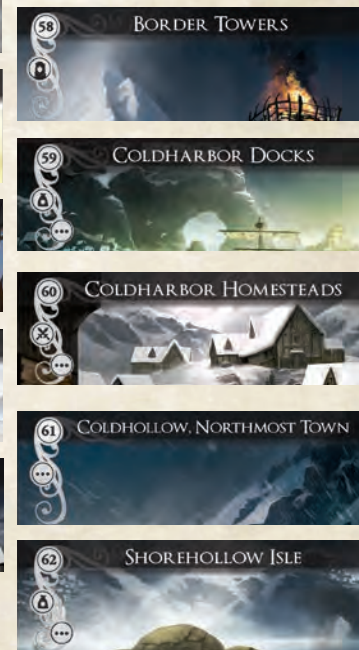 58 BORDER TOWERS
59 COLDHARBOR DOCKS
60 COLDHARBOR HOMESTEADS
61 COLDHOLLOW, NORTHMOST TOWN
62 SHOREHOLLOW ISLE